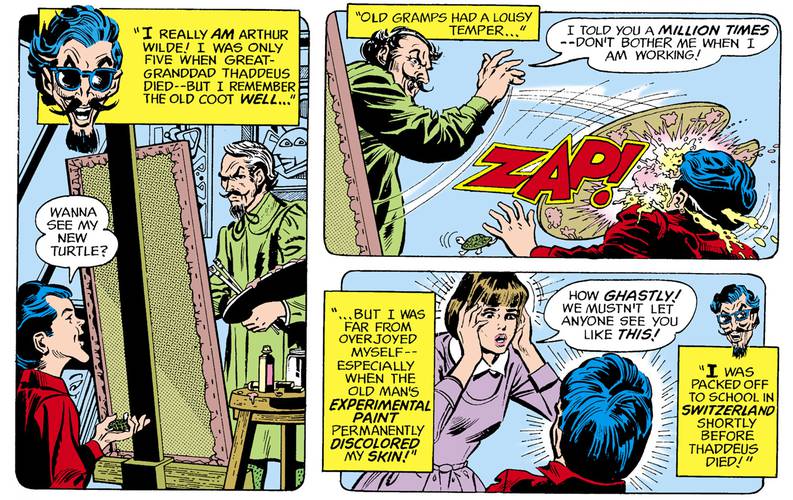 "I REALLY AM ARTHUR
WILDE! I WAS ONLY
FIVE WHEN GREAT-
GRANDDAD THADDEUS
DIED--BUT I REMEMBER
THE OLD COOT WELL..."
WANNA
SEE MY
NEW
TURTLE?
"OLD GRAMPS HAD A LOUSY
TEMPER..."
I TOLD YOU A MILLION TIMES
--DON'T BOTHER ME WHEN I
AM WORKING!
ZAP!
"...BUT I WAS
FAR FROM
OVERJOYED
MYSELF--
ESPECIALLY
WHEN THE
OLD MAN'S
EXPERIMENTAL
PAINT
PERMANENTLY
DISCOLORED
MY SKIN!"
HOW GHASTLY!
WE MUSTN'T LET
ANYONE SEE YOU
LIKE THIS!
"I WAS
PACKED OFF
TO SCHOOL IN
SWITZERLAND
SHORTLY
BEFORE
THADDEUS
DIED!"